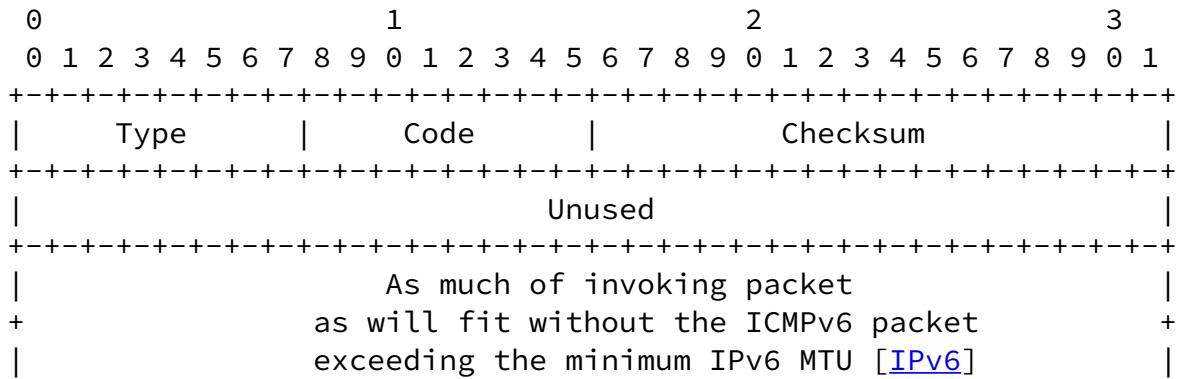 0                   1                   2                   3
 0 1 2 3 4 5 6 7 8 9 0 1 2 3 4 5 6 7 8 9 0 1 2 3 4 5 6 7 8 9 0 1
+-+-+-+-+-+-+-+-+-+-+-+-+-+-+-+-+-+-+-+-+-+-+-+-+-+-+-+-+-+-+-+-+
|     Type      |     Code      |          Checksum             |
+-+-+-+-+-+-+-+-+-+-+-+-+-+-+-+-+-+-+-+-+-+-+-+-+-+-+-+-+-+-+-+-+
|                             Unused                            |
+-+-+-+-+-+-+-+-+-+-+-+-+-+-+-+-+-+-+-+-+-+-+-+-+-+-+-+-+-+-+-+-+
|                    As much of invoking packet                 |
+                as will fit without the ICMPv6 packet          +
|                exceeding the minimum IPv6 MTU [IPv6]          |